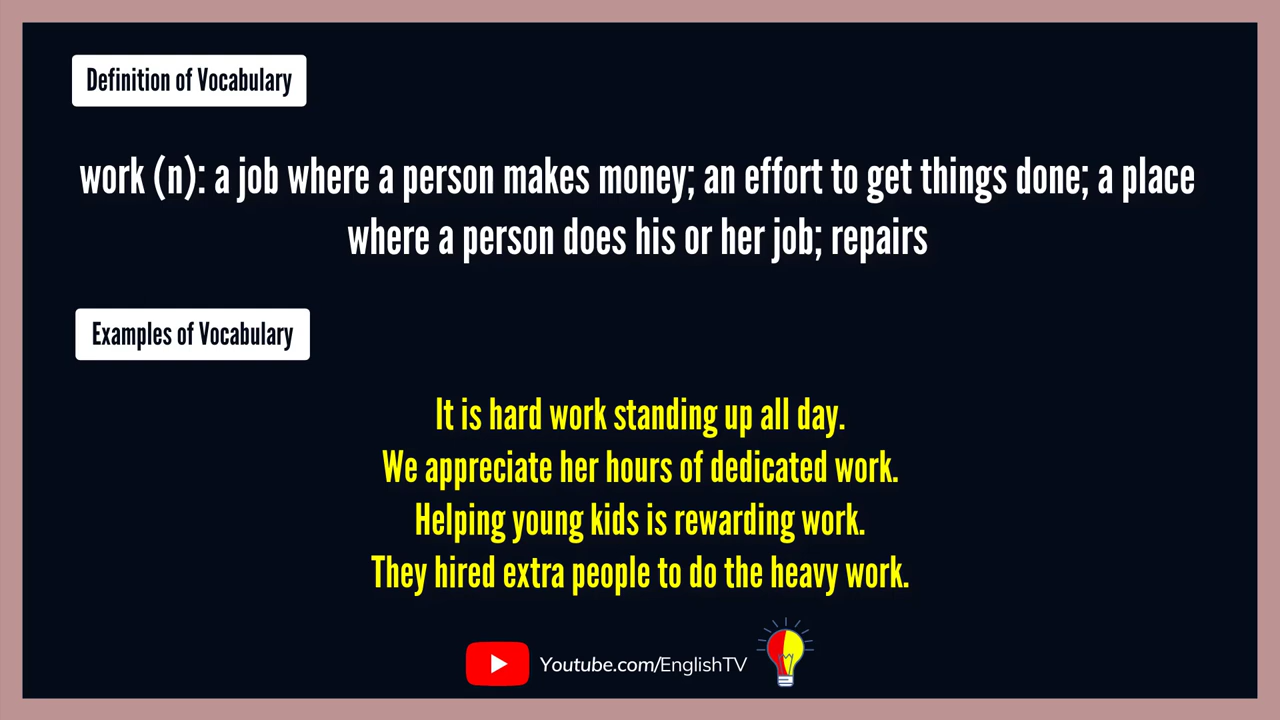 Definition of Vocabulary
work (n): a job where a person makes money; an effort to get things done; a place
where a person does his or her job; repairs
Examples of Vocabulary
It is hard work standing up all day.
We appreciate her hours of dedicated work.
Helping young kids is rewarding work.
They hired extra people to do the heavy work.
Youtube.com/EnglishTV